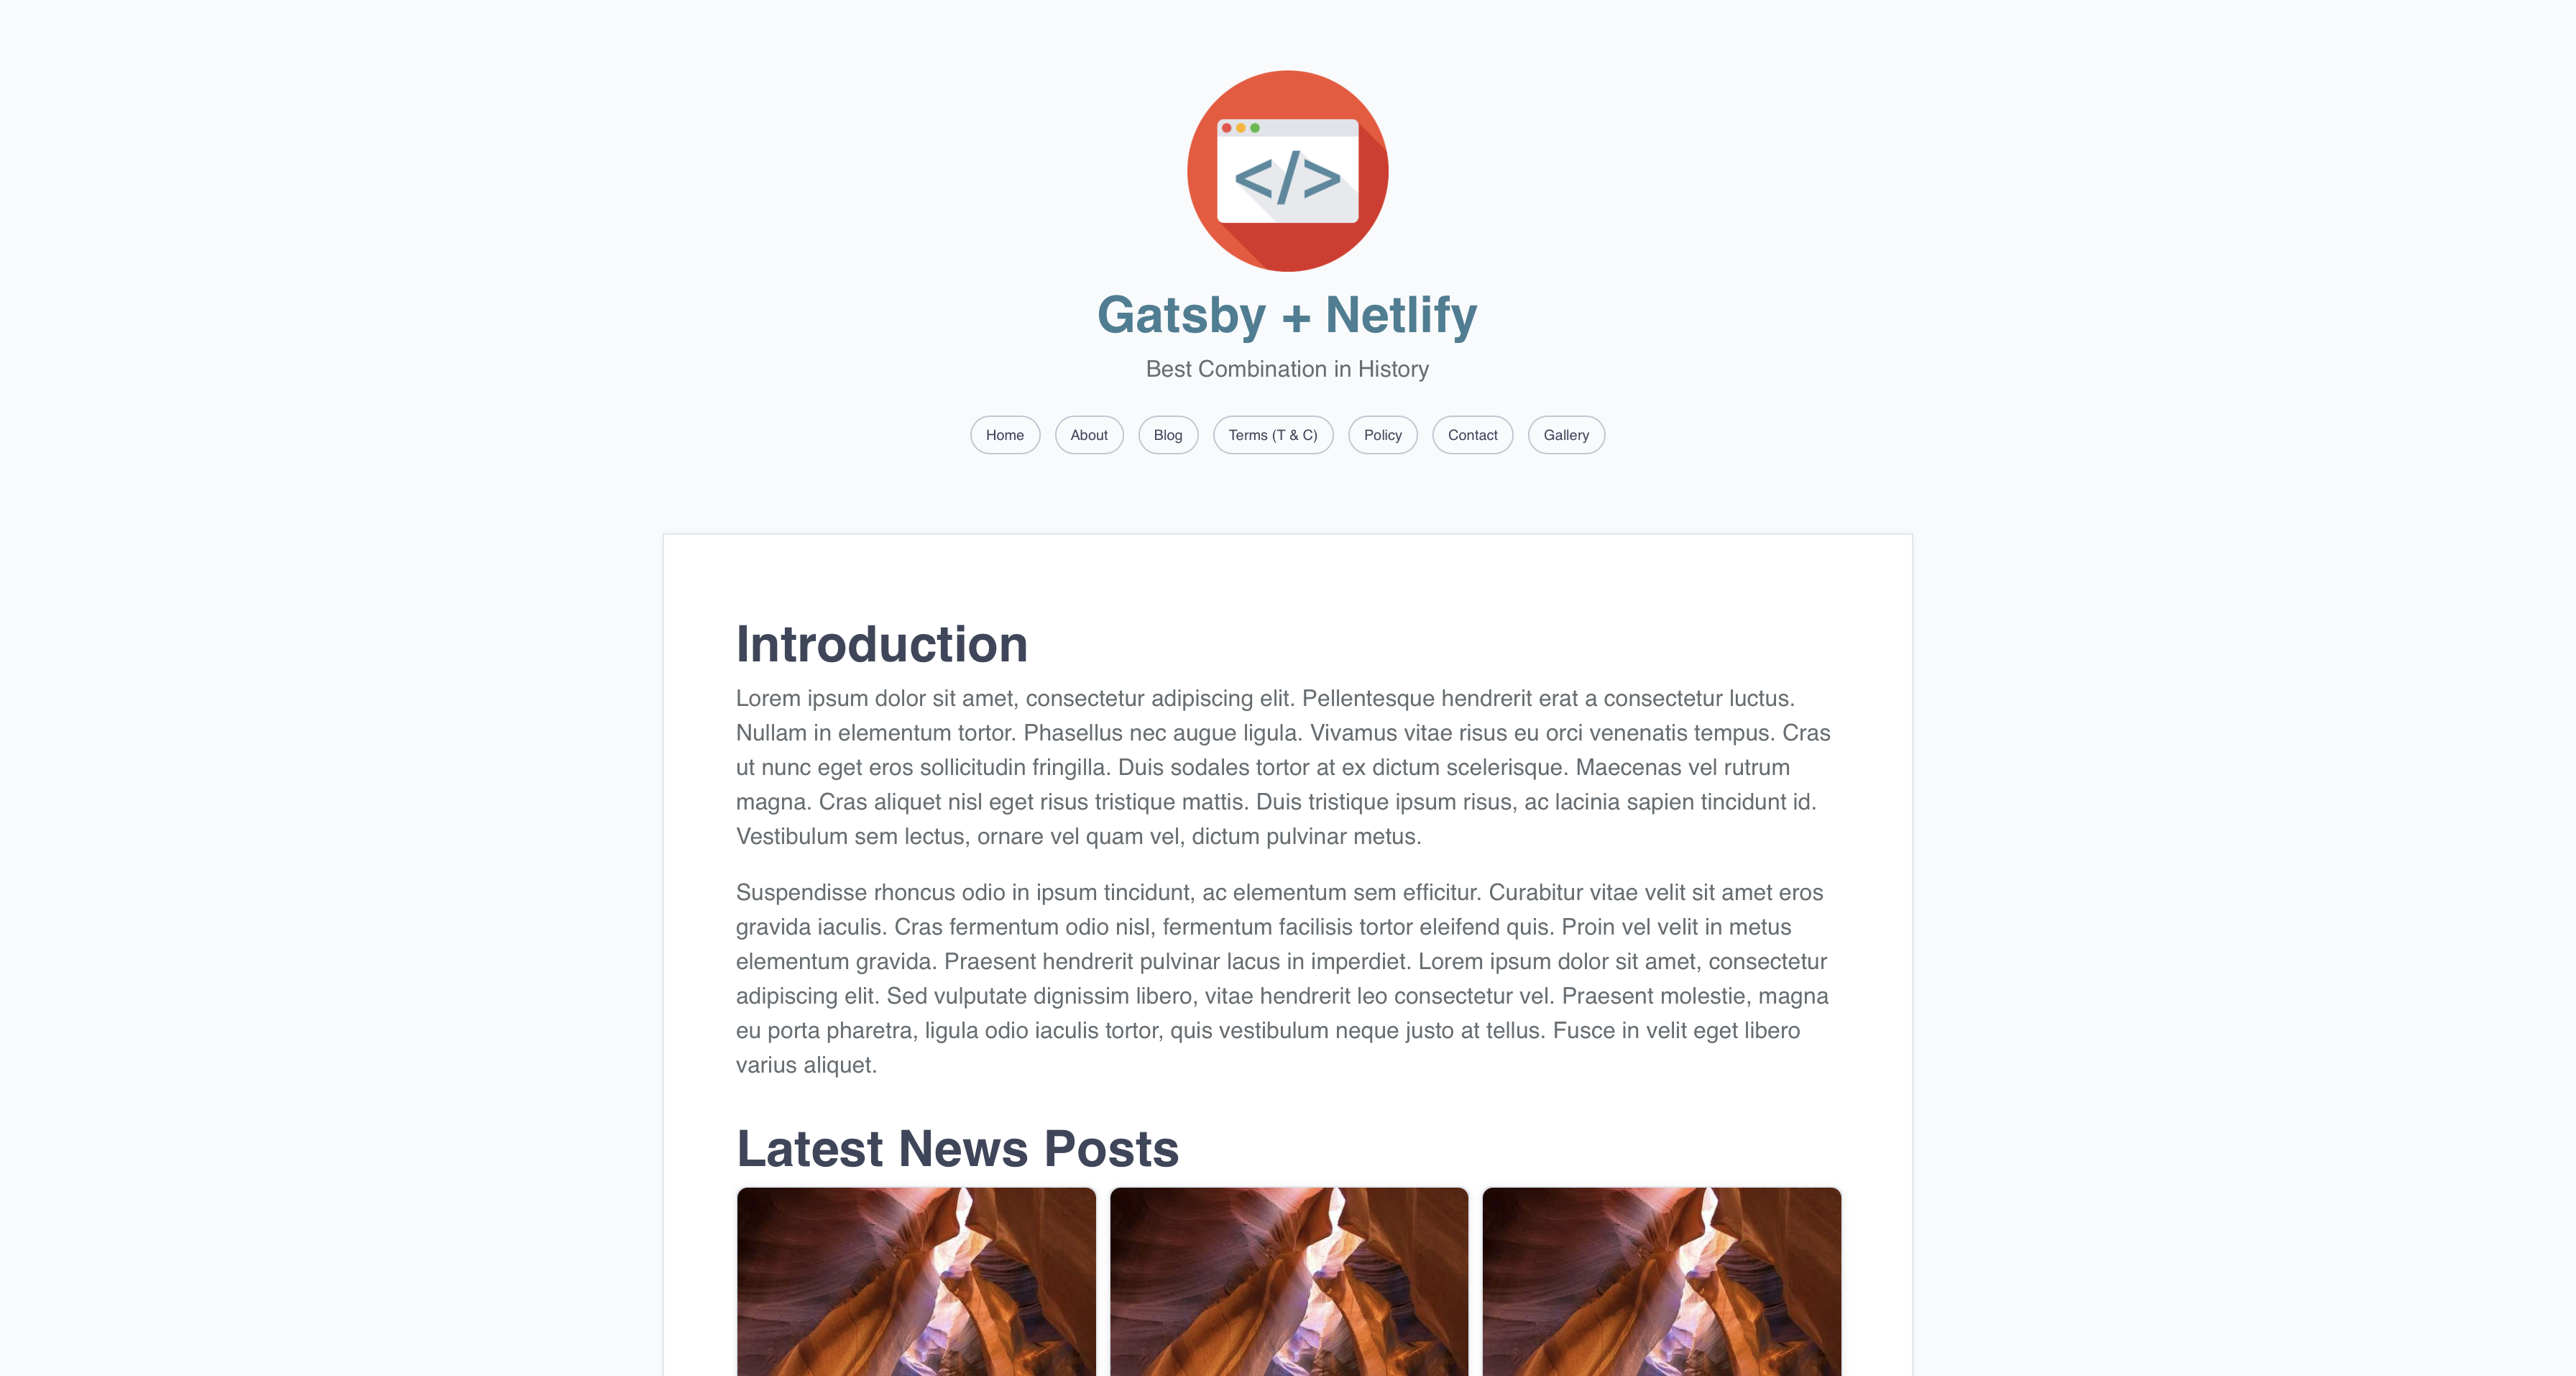 </>
Gatsby + Netlify
Best Combination in History
Home About Blog Terms (T & C) Policy Contact Gallery
Introduction
Lorem ipsum dolor sit amet, consectetur adipiscing elit. Pellentesque hendrerit erat a consectetur luctus.
Nullam in elementum tortor. Phasellus nec augue ligula. Vivamus vitae risus eu orci venenatis tempus. Cras
ut nunc eget eros sollicitudin fringilla. Duis sodales tortor at ex dictum scelerisque. Maecenas vel rutrum
magna. Cras aliquet nisl eget risus tristique mattis. Duis tristique ipsum risus, ac lacinia sapien tincidunt id.
Vestibulum sem lectus, ornare vel quam vel, dictum pulvinar metus.
Suspendisse rhoncus odio in ipsum tincidunt, ac elementum sem efficitur. Curabitur vitae velit sit amet eros
gravida iaculis. Cras fermentum odio nisl, fermentum facilisis tortor eleifend quis. Proin vel velit in metus
elementum gravida. Praesent hendrerit pulvinar lacus in imperdiet. Lorem ipsum dolor sit amet, consectetur
adipiscing elit. Sed vulputate dignissim libero, vitae hendrerit leo consectetur vel. Praesent molestie, magna
eu porta pharetra, ligula odio iaculis tortor, quis vestibulum neque justo at tellus. Fusce in velit eget libero
varius aliquet.
Latest News Posts